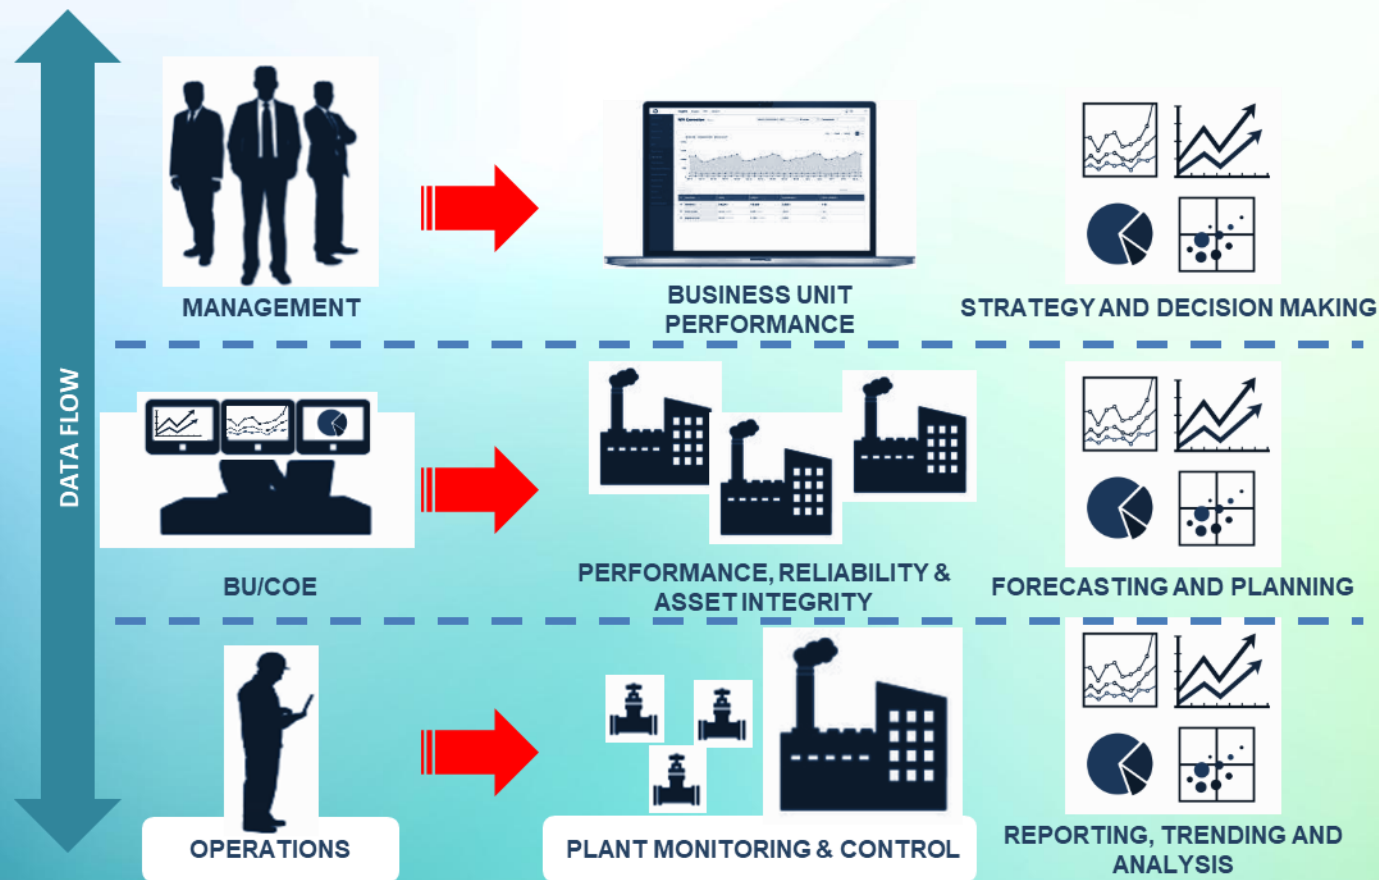 DATA FLOW
MANAGEMENT
BUSINESS UNIT
PERFORMANCE
STRATEGY AND DECISION MAKING
BU/COE
PERFORMANCE, RELIABILITY &
ASSET INTEGRITY
FORECASTING AND PLANNING
OPERATIONS
PLANT MONITORING & CONTROL
REPORTING, TRENDING AND
ANALYSIS